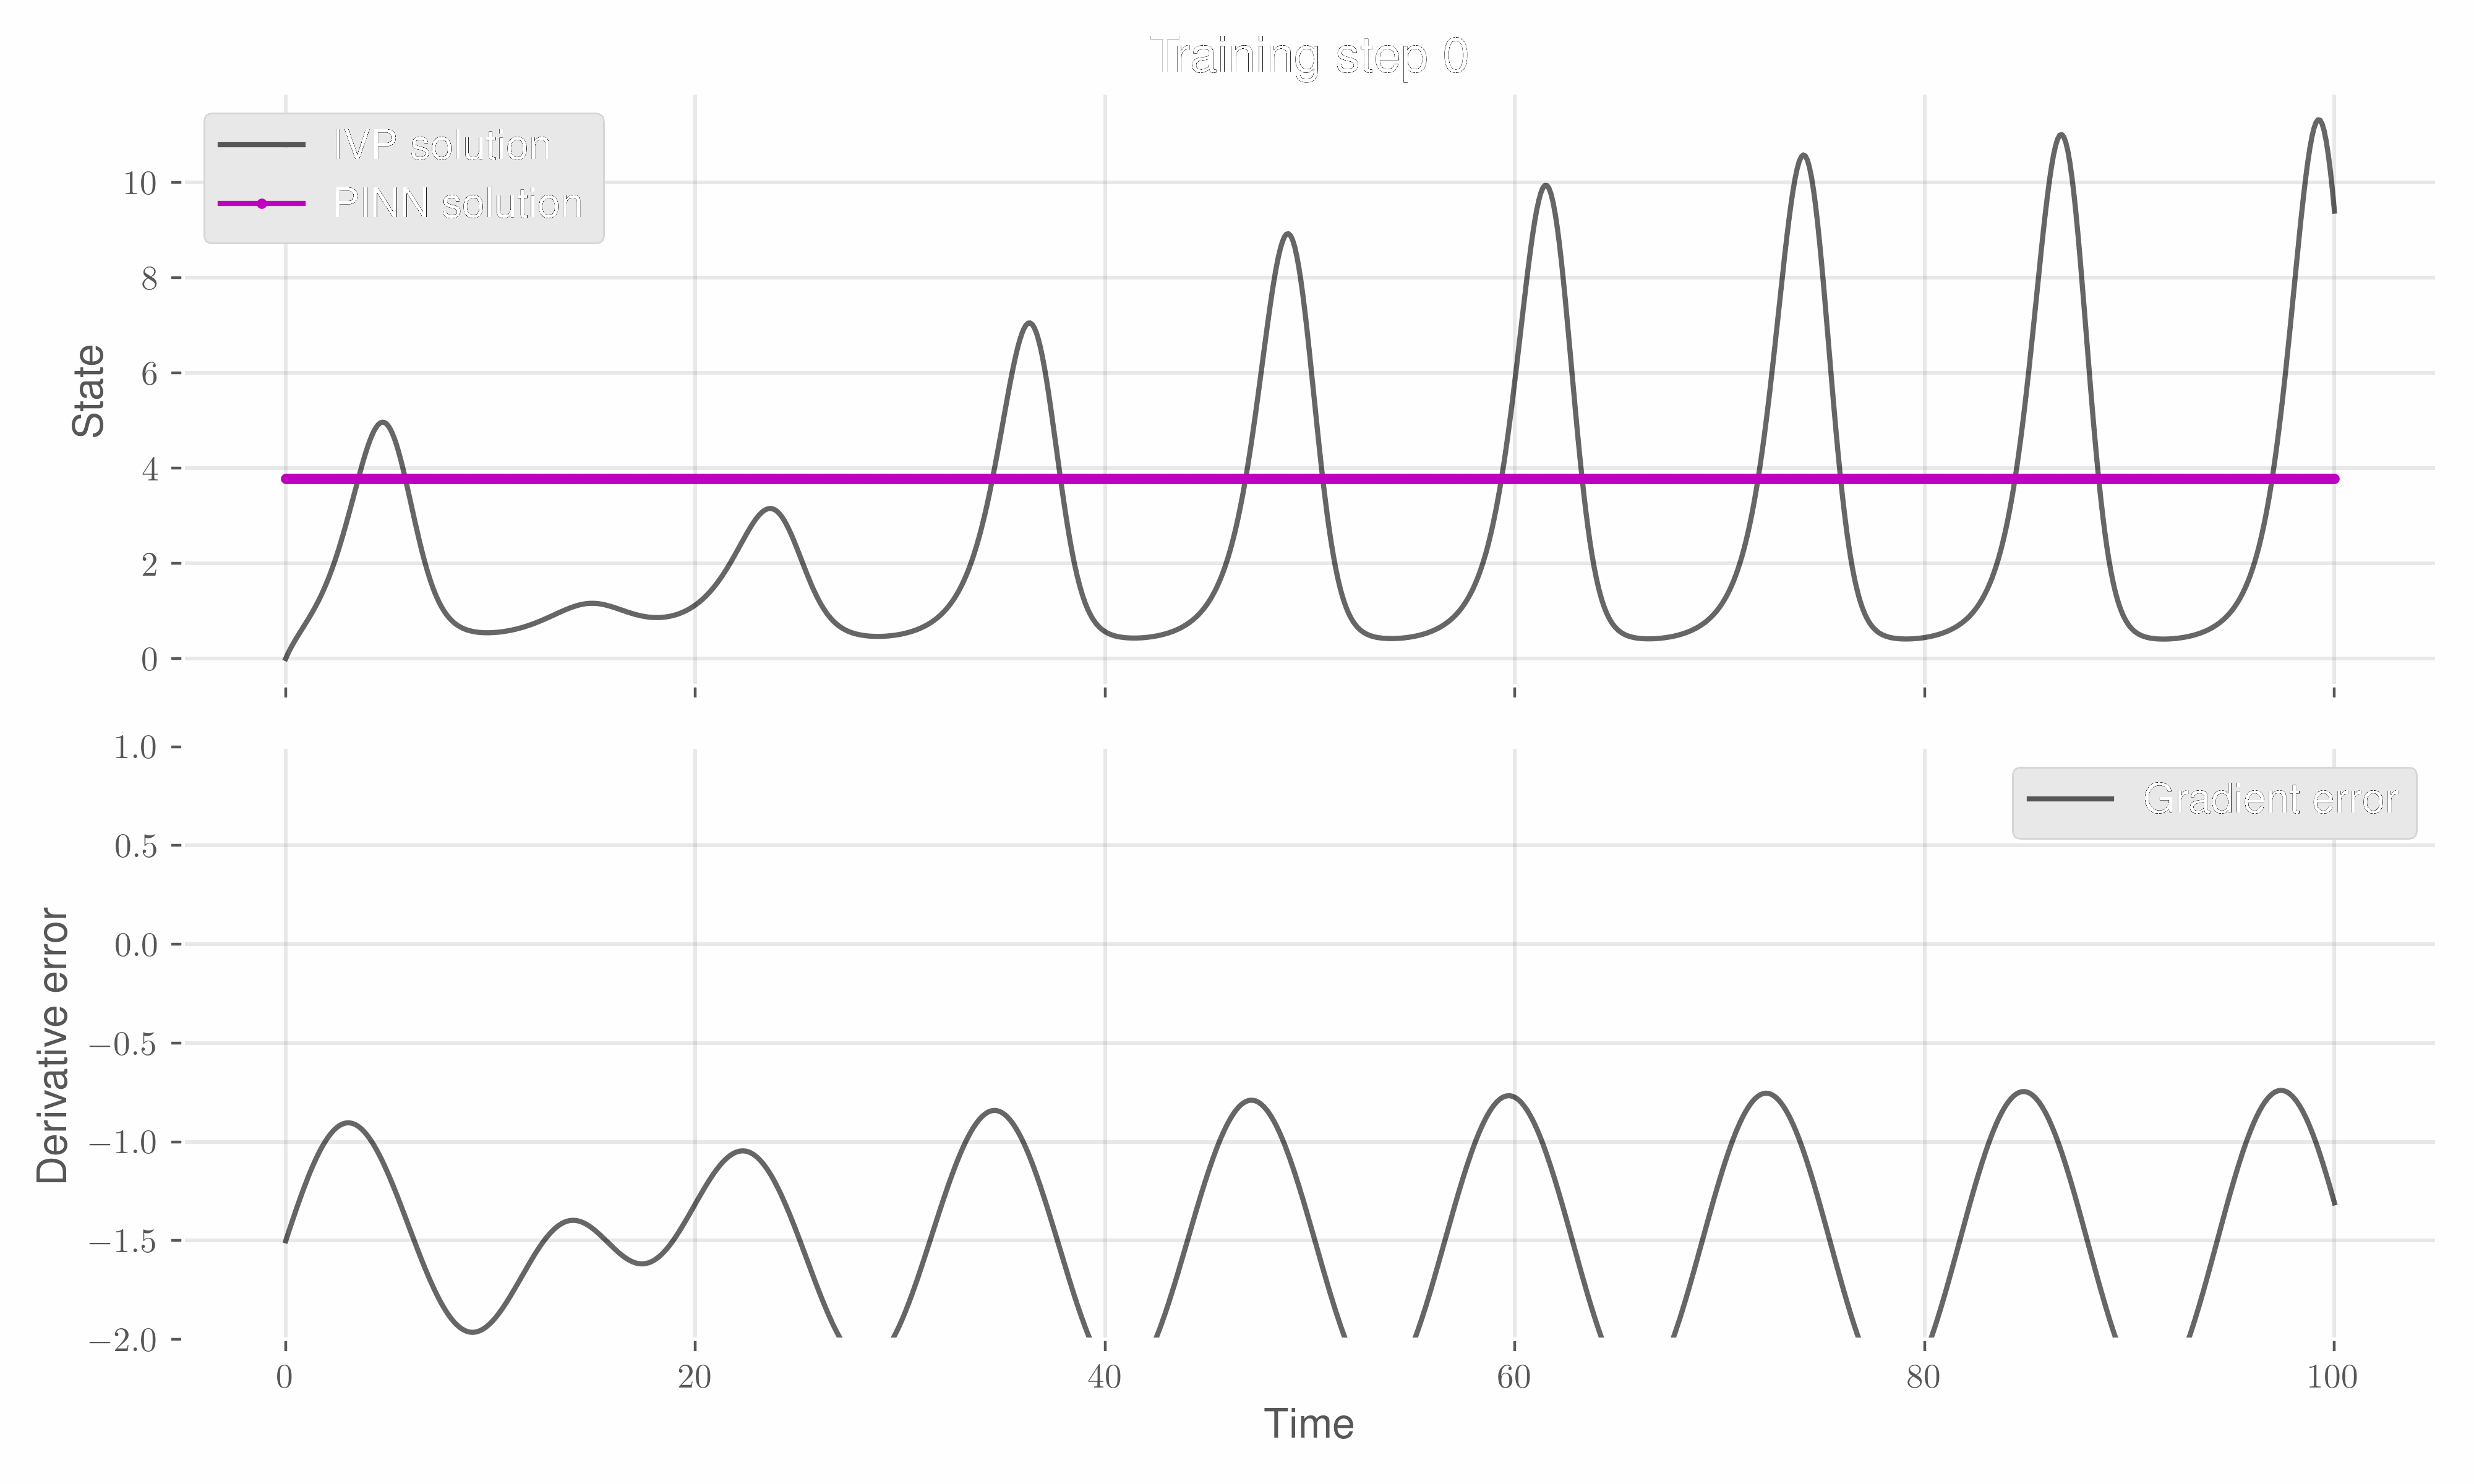 Training step 0
IVP solution
PINN solution
10
8
6
4
2
0
State
1.0
0.5
0.0
−0.5
−1.0
−1.5
−2.0
Derivative error
Gradient error
0 20 40 60 80 100
Time